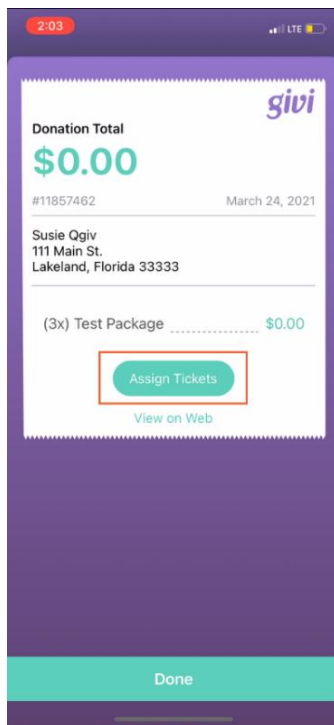 2:03
LTE
givi
Donation Total
$0.00
#11857462 March 24, 2021
Susie Qgiv
111 Main St.
Lakeland, Florida 33333
(3x) Test Package $0.00
Assign Tickets
View on Web
Done